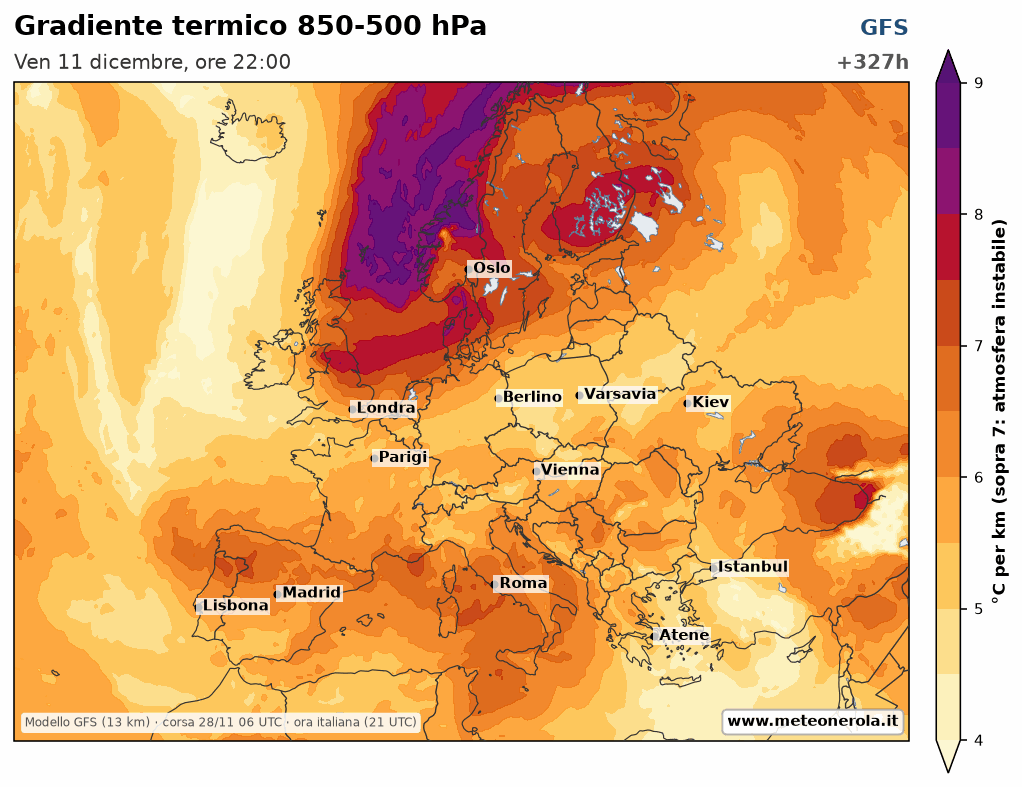 Gradiente termico 850-500 hPa
GFS
Ven 11 dicembre, ore 22:00
+327h
9
8
7
6
5
4
°C per km (sopra 7: atmosfera instabile)
Oslo
Londra
Berlino
Varsavia
Kiev
Parigi
Vienna
Istanbul
Roma
Madrid
Lisbona
Atene
Modello GFS (13 km) · corsa 28/11 06 UTC · ora italiana (21 UTC)
www.meteonerola.it